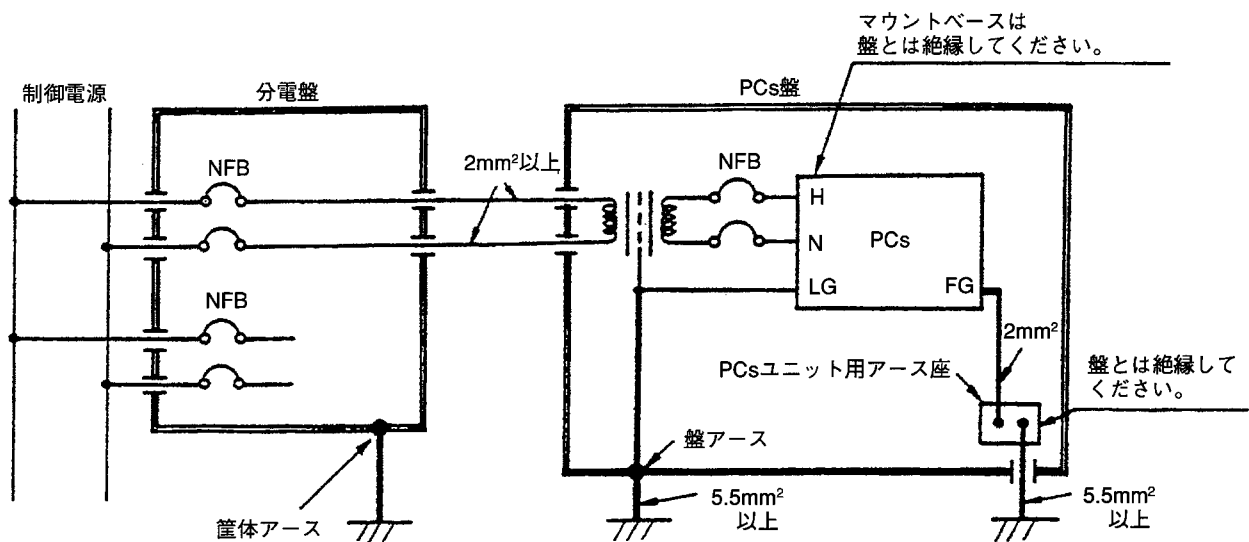 マウントベースは
盤とは絶縁してください。
制御電源
分電盤
PCs盤
NFB
2mm²以上
NFB
H
N
PCs
LG
FG
NFB
2mm²
PCsユニット用アース座
盤とは絶縁して
ください。
盤アース
5.5mm²
以上
5.5mm²
以上
筐体アース